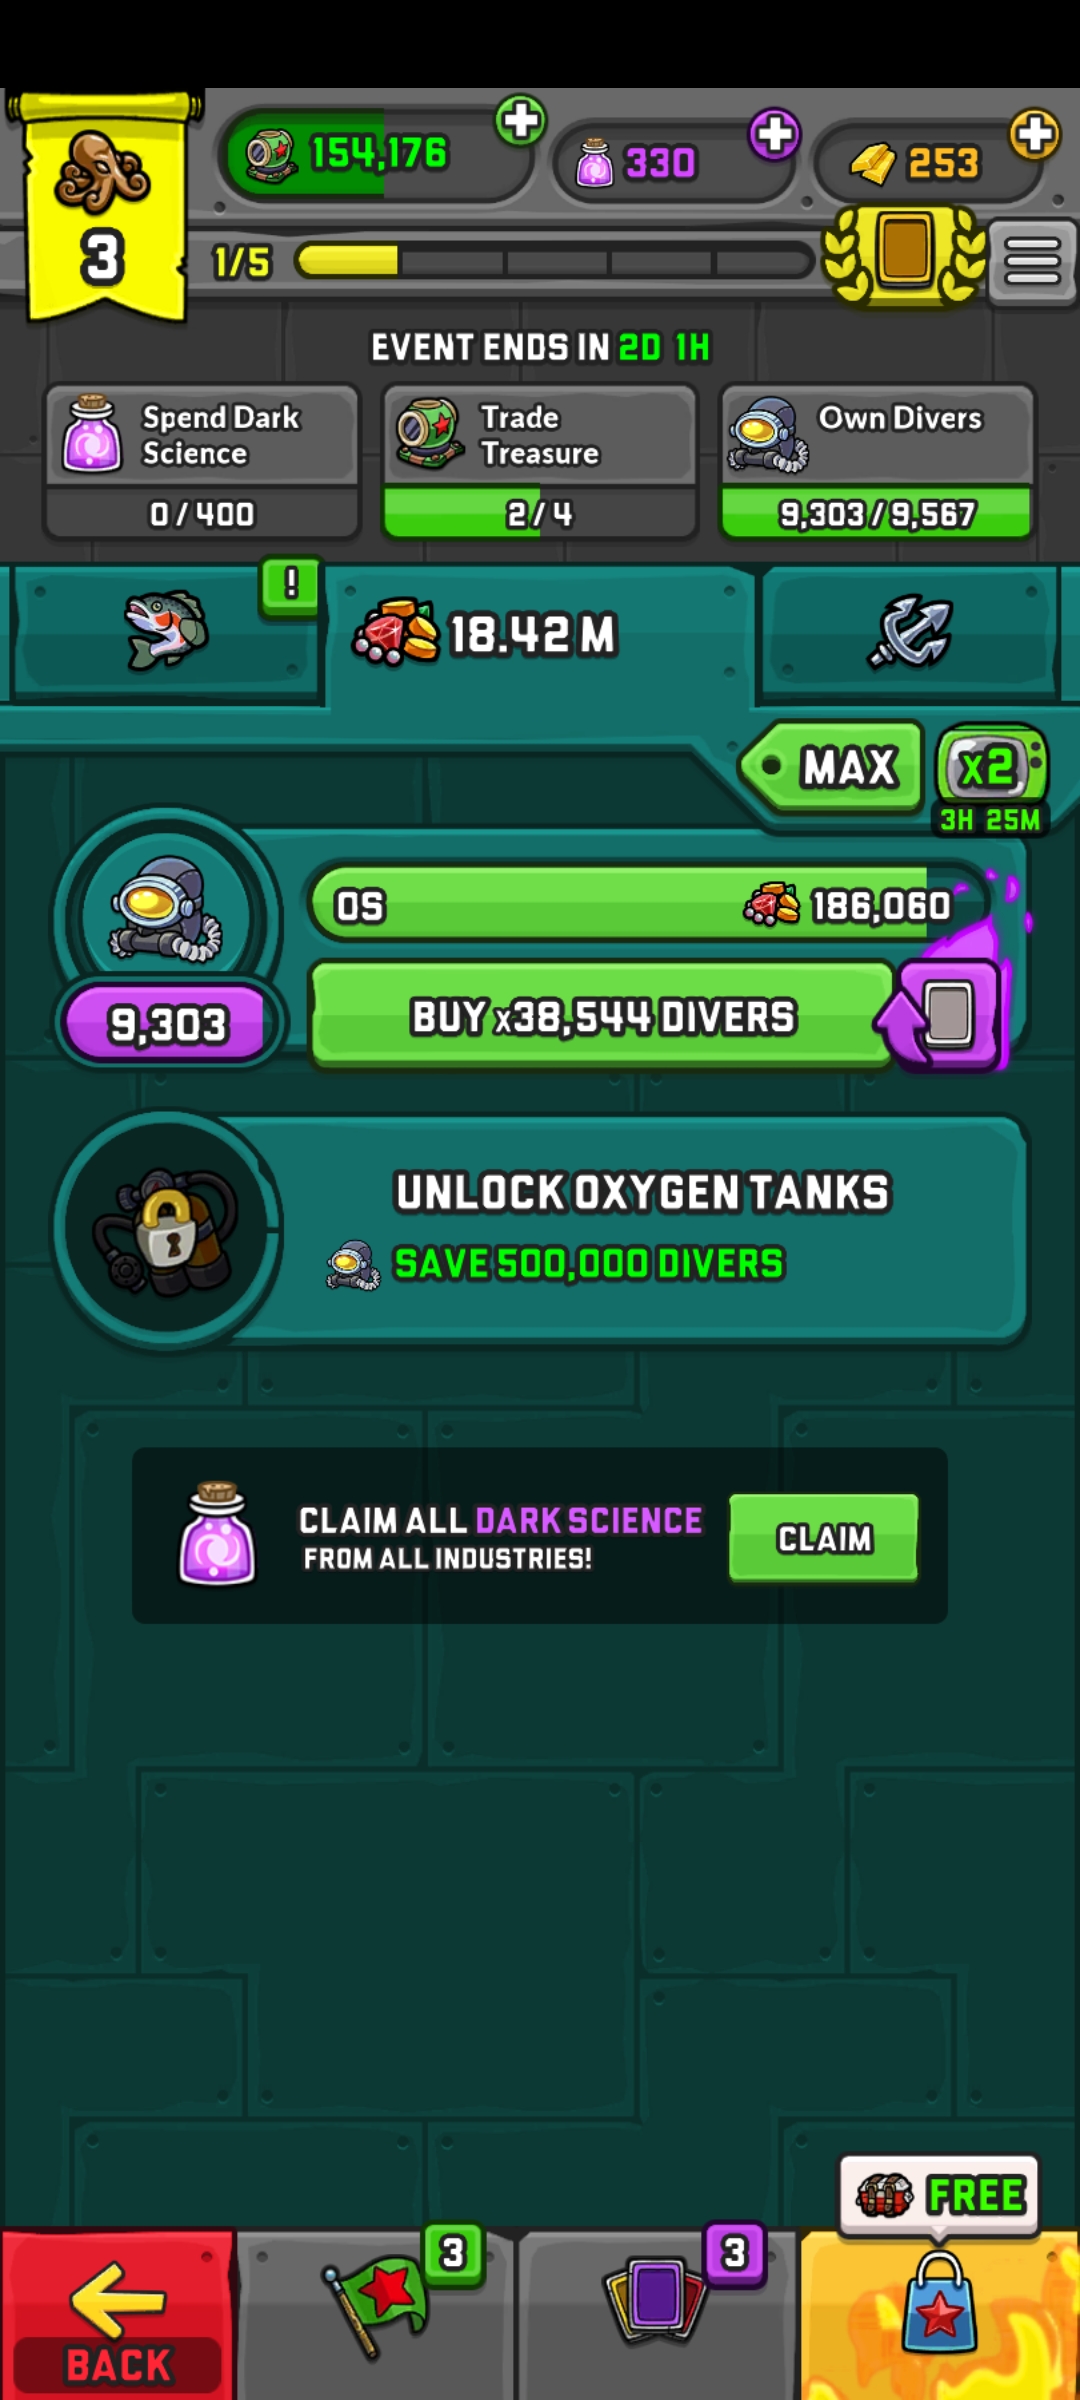 154,176
330
253
3
1/5
EVENT ENDS IN 2D 1H
Spend Dark
Science
0 / 400
Trade
Treasure
2 / 4
Own Divers
9,303 / 9,567
!
18.42 M
MAX
x2
3H 25M
0S
186,060
9,303
BUY x38,544 DIVERS
UNLOCK OXYGEN TANKS
SAVE 500,000 DIVERS
CLAIM ALL DARK SCIENCE
FROM ALL INDUSTRIES!
CLAIM
FREE
3
3
BACK